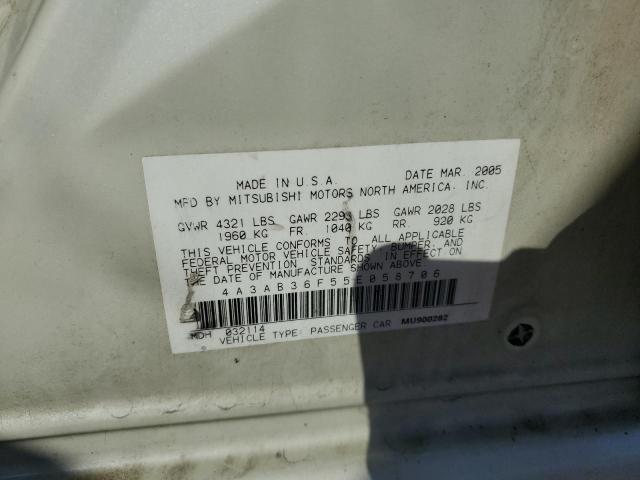 MADE IN U.S.A. DATE MAR. 2005
MFD BY MITSUBISHI MOTORS NORTH AMERICA, INC.
GVWR 4321 LBS GAWR 2293 LBS GAWR 2028 LBS
1960 KG FR 1040 KG RR 920 KG
THIS VEHICLE CONFORMS TO ALL APPLICABLE
FEDERAL MOTOR VEHICLE SAFETY, BUMPER, AND
THEFT PREVENTION STANDARDS IN EFFECT ON
THE DATE OF MANUFACTURE SHOWN ABOVE
4A3AB36F55E058706
MDH 032114
VEHICLE TYPE: PASSENGER CAR MU900282